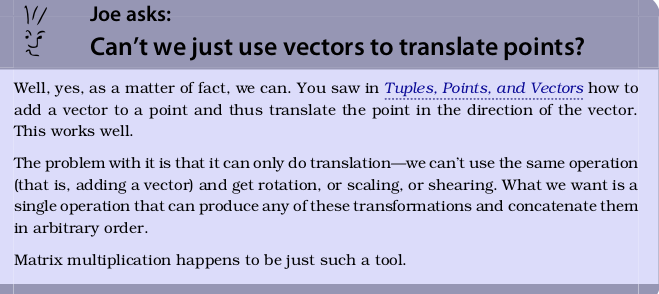 Joe asks:
Can't we just use vectors to translate points?
Well, yes, as a matter of fact, we can. You saw in Tuples, Points, and Vectors how to
add a vector to a point and thus translate the point in the direction of the vector.
This works well.
The problem with it is that it can only do translation—we can't use the same operation
(that is, adding a vector) and get rotation, or scaling, or shearing. What we want is a
single operation that can produce any of these transformations and concatenate them
in arbitrary order.
Matrix multiplication happens to be just such a tool.